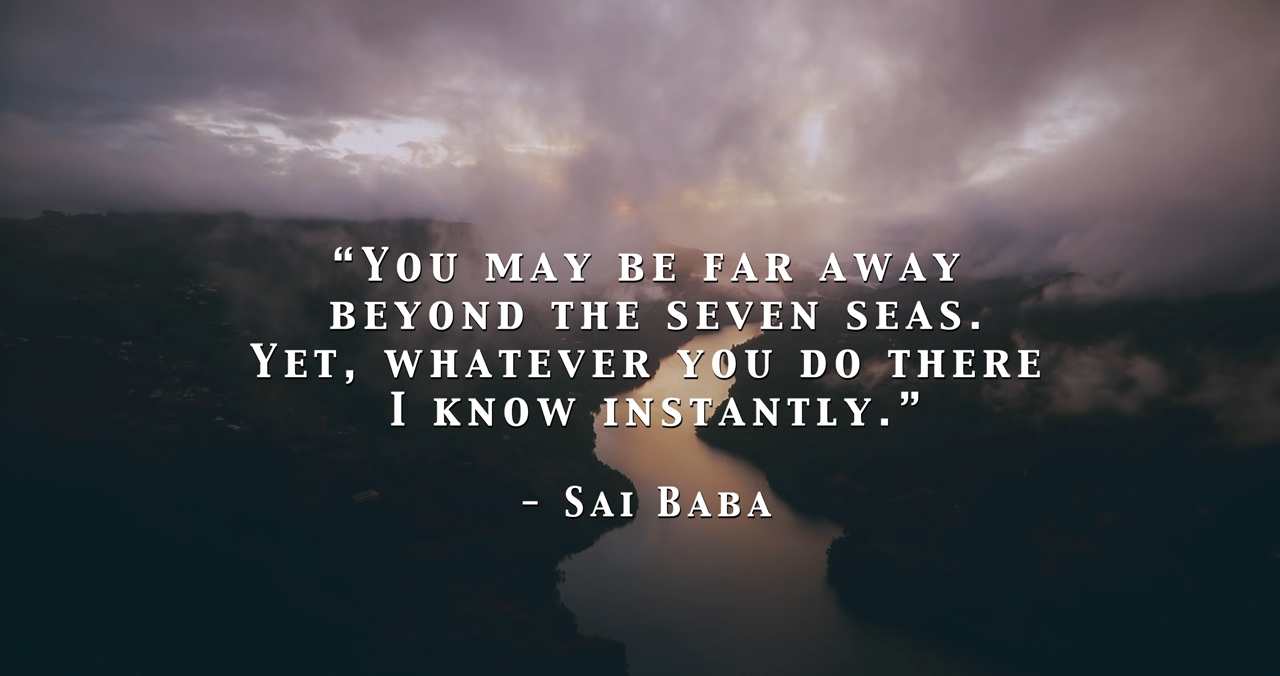 “You may be far away
beyond the seven seas.
Yet, whatever you do there
I know instantly.”
- Sai Baba